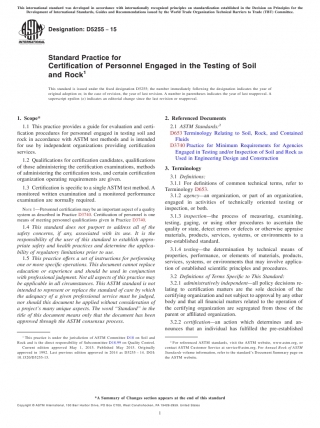 This international standard was developed in accordance with internationally recognized principles on standardization established in the Decision on Principles for the
Development of International Standards, Guides and Recommendations issued by the World Trade Organization Technical Barriers to Trade (TBT) Committee.
Designation: D5255 − 15
Standard Practice for
Certification of Personnel Engaged in the Testing of Soil
and Rock1
This standard is issued under the fixed designation D5255; the number immediately following the designation indicates the year of
original adoption or, in the case of revision, the year of last revision. A number in parentheses indicates the year of last reapproval. A
superscript epsilon (ε) indicates an editorial change since the last revision or reapproval.
1. Scope*
1.1 This practice provides a guide for evaluation and certi-
fication procedures for personnel engaged in testing soil and
rock in accordance with ASTM test methods and is intended
for use by independent organizations providing certification
services.
1.2 Qualifications for certification candidates, qualifications
of those administering the certification examinations, methods
of administering the certification tests, and certain certification
organization operating requirements are given.
1.3 Certification is specific to a single ASTM test method. A
monitored written examination and a monitored performance
examination are normally required.
NOTE 1—Personnel certification may be an important aspect of a quality
system as described in Practice D3740. Certification of personnel is one
means of meeting personnel qualifications given in Practice D3740.
1.4 This standard does not purport to address all of the
safety concerns, if any, associated with its use. It is the
responsibility of the user of this standard to establish appro-
priate safety and health practices and determine the applica-
bility of regulatory limitations prior to use.
1.5 This practice offers a set of instructions for performing
one or more specific operations. This document cannot replace
education or experience and should be used in conjunction
with professional judgment. Not all aspects of this practice may
be applicable in all circumstances. This ASTM standard is not
intended to represent or replace the standard of care by which
the adequacy of a given professional service must be judged,
nor should this document be applied without consideration of
a project's many unique aspects. The word "Standard" in the
title of this document means only that the document has been
approved through the ASTM consensus process.
1 This practice is under the jurisdiction of ASTM Committee D18 on Soil and
Rock and is the direct responsibility of Subcommittee D18.99 on Quality Control.
Current edition approved May 1, 2015. Published May 2015. Originally
approved in 1992. Last previous edition approved in 2014 as
2. Referenced Documents
2.1 ASTM Standards:2
D653 Terminology Relating to Soil, Rock, and Contained
Fluids
D3740 Practice for Minimum Requirements for Agencies
Engaged in Testing and/or Inspection of Soil and Rock as
Used in Engineering Design and Construction
3. Terminology
3.1 Definitions:
3.1.1 For definitions of common technical terms, refer to
Terminology D653.
3.1.2 agency—an organization, or part of an organization,
engaged in activities of technically oriented testing or
inspection, or both.
3.1.3 inspection—the process of measuring, examining,
testing, gaging, or using other procedures to ascertain the
quality or state, detect errors or defects or otherwise appraise
materials, products, services, systems, or environments to a
pre-established standard.
3.1.4 testing—the determination by technical means of
properties, performance, or elements of materials, products,
services, systems, or environments that may involve applica-
tion of established scientific principles and procedures.
3.2 Definitions of Terms Specific to This Standard:
3.2.1 administratively independent—all policy decisions re-
lating to certification matters are the sole decision of the
certifying organization and not subject to approval by any other
body and that all financial matters related to the operation of
the certifying organization are segregated from those of the
parent or affiliated organization.
3.2.2 certification—an action which determines and an-
nounces that an individual has fulfilled the pre-established
2 For referenced ASTM standards, visit the ASTM website, www.astm.org, or
contact ASTM Customer Service at service@astm.org. For Annual Book of ASTM
Standards volume information, refer to the standard's Document Summary page on
the ASTM website.
*A Summary of Changes section appears at the end of this standard
Copyright © ASTM International, 100 Barr Harbor Drive, PO Box C700, West Conshohocken, PA 19428-2959. United States
1